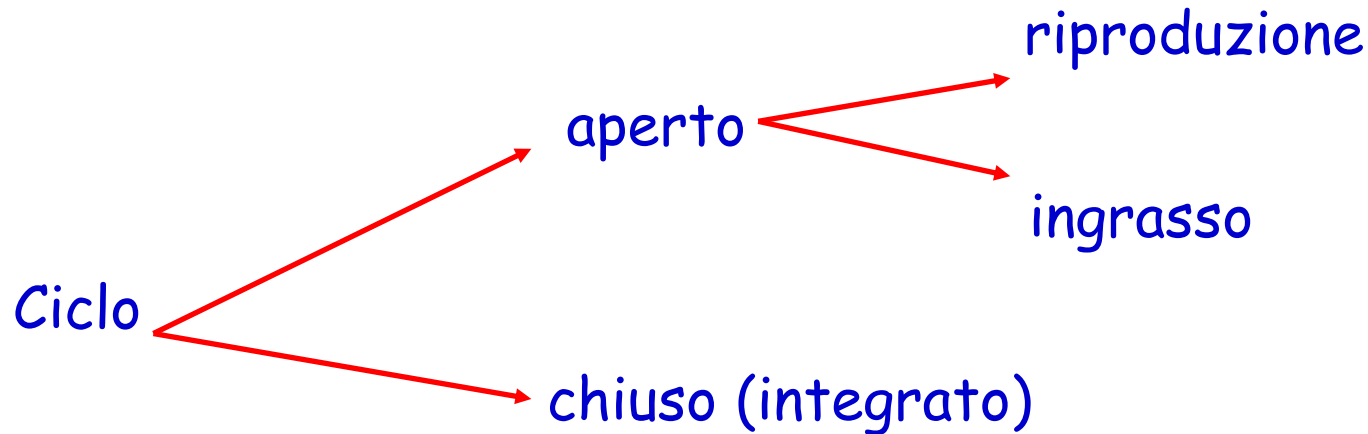 riproduzione
aperto
ingrasso
Ciclo
chiuso (integrato)